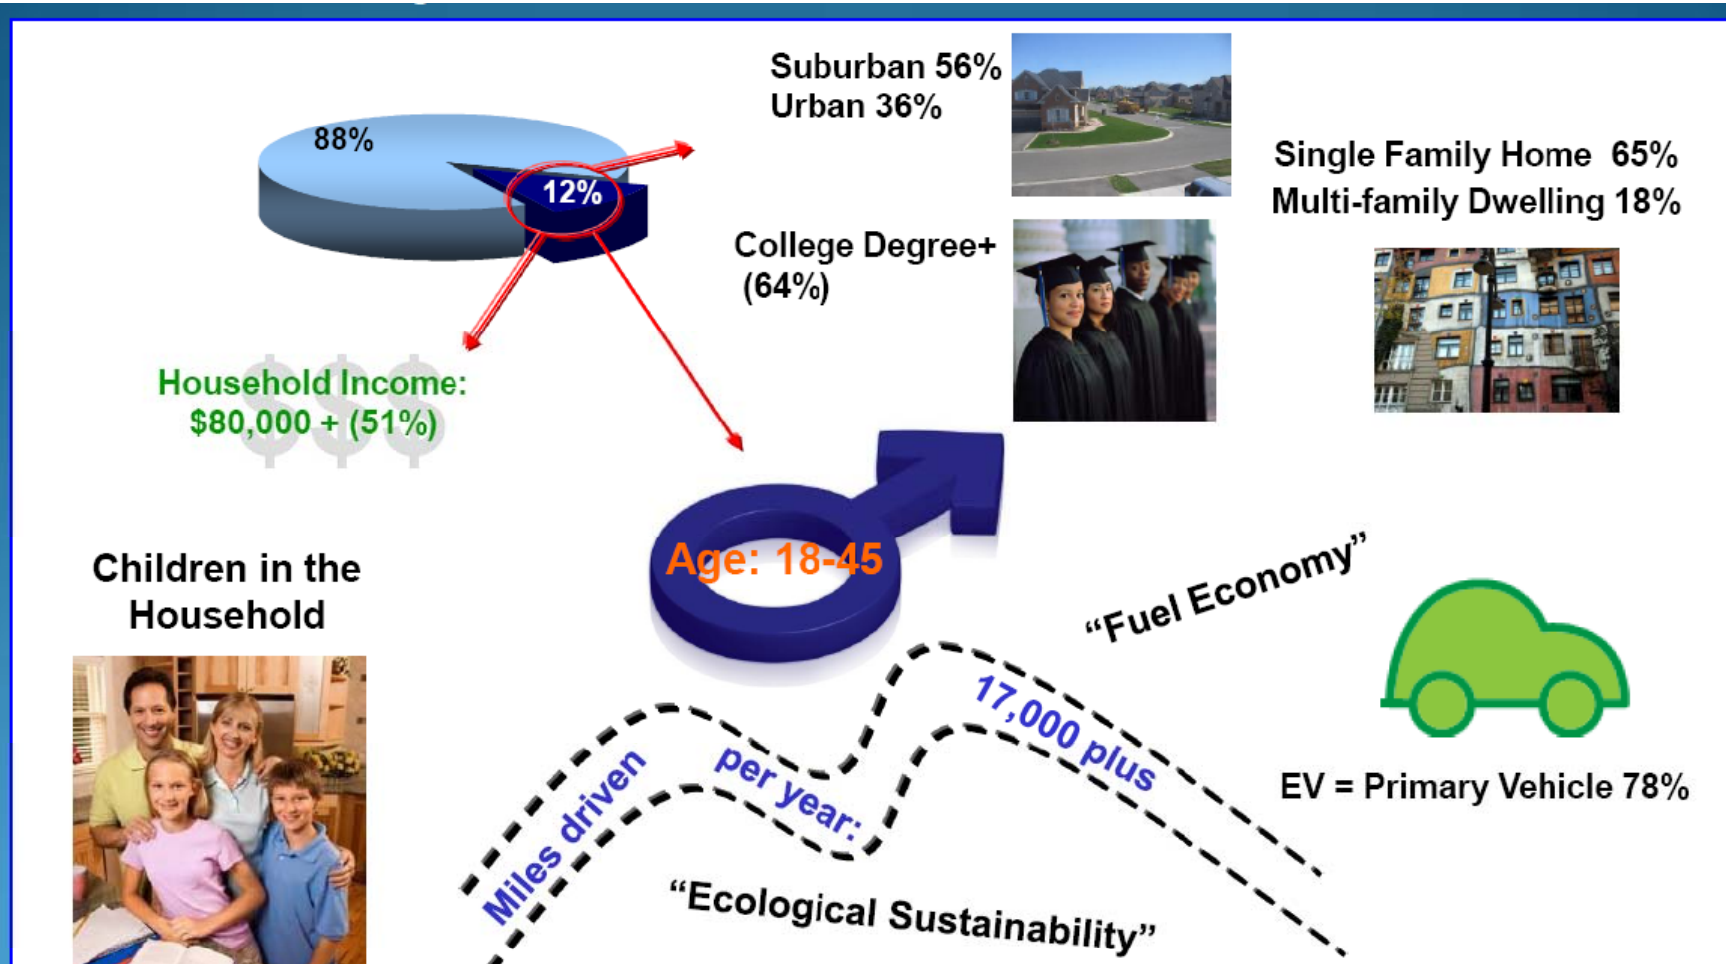 88%
12%
Suburban 56%
Urban 36%
Single Family Home 65%
Multi-family Dwelling 18%
College Degree+
(64%)
Household Income:
$80,000 + (51%)
$$$
Age: 18-45
Children in the
Household
"Fuel Economy"
Miles driven per year: 17,000 plus
EV = Primary Vehicle 78%
"Ecological Sustainability"